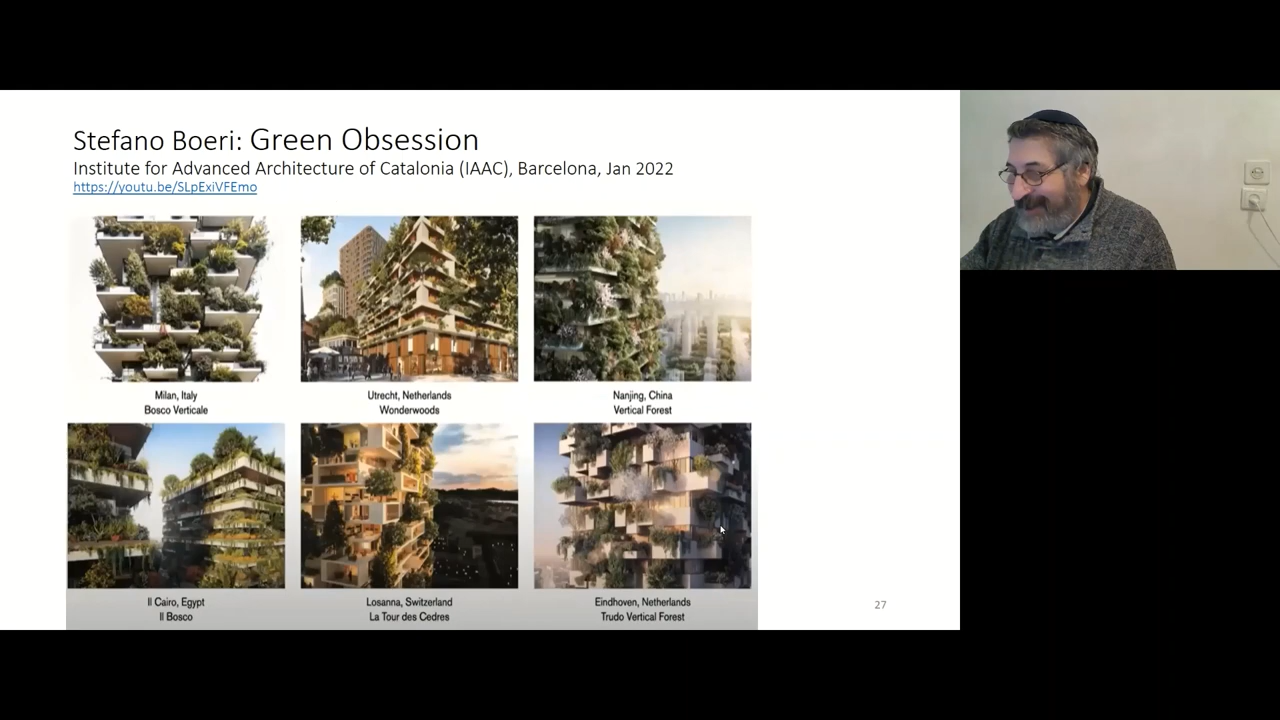 Stefano Boeri: Green Obsession
Institute for Advanced Architecture of Catalonia (IAAC), Barcelona, Jan 2022
https://youtu.be/SLpExiVFEmo
Milan, Italy
Bosco Verticale
Utrecht, Netherlands
Wonderwoods
Nanjing, China
Vertical Forest
Il Cairo, Egypt
Il Bosco
Losanna, Switzerland
La Tour des Cedres
Eindhoven, Netherlands
Trudo Vertical Forest
27